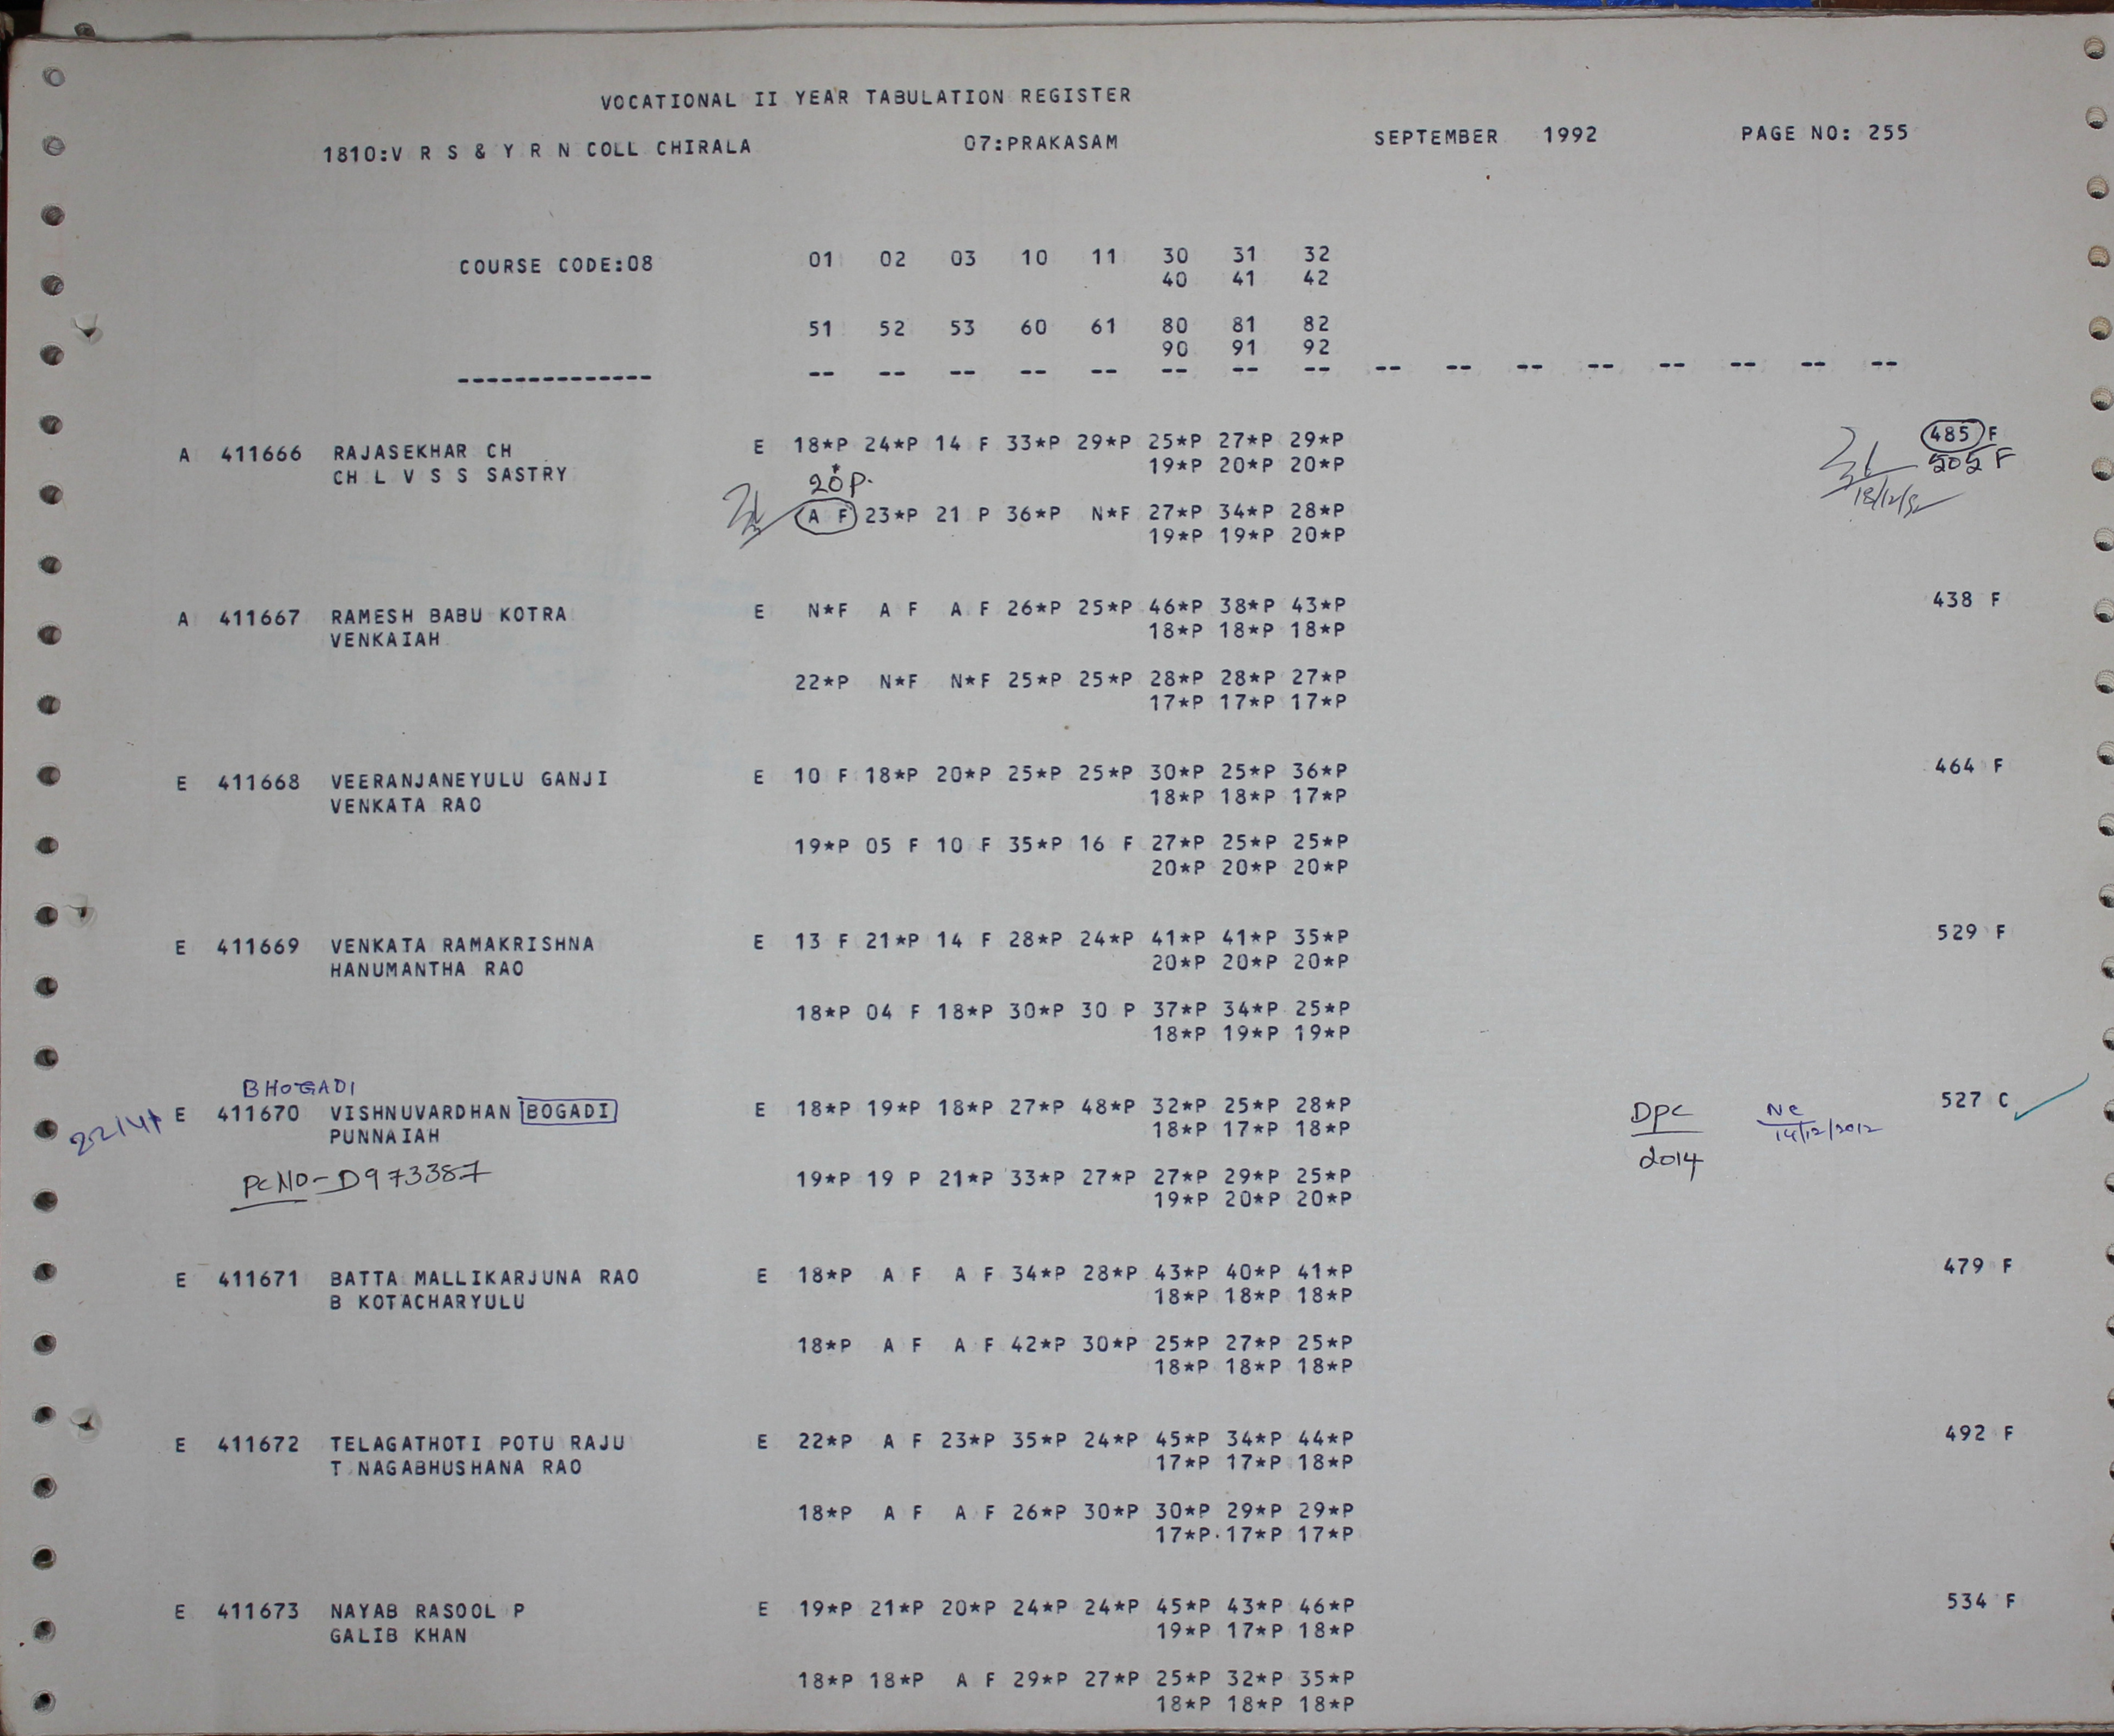 VOCATIONAL II YEAR TABULATION REGISTER
1810:V R S & Y R N COLL CHIRALA 07:PRAKASAM SEPTEMBER 1992 PAGE NO: 255
COURSE CODE:08 01 02 03 10 11 30 31 32
40 41 42
51 52 53 60 61 80 81 82
90 91 92
-------------- -- -- -- -- -- -- -- -- -- -- -- -- -- -- -- --
A 411666 RAJASEKHAR CH E 18*P 24*P 14 F 33*P 29*P 25*P 27*P 29*P 485 F
CH L V S S SASTRY 19*P 20*P 20*P 505 F
20*P.
A F 23*P 21 P 36*P N*F 27*P 34*P 28*P
19*P 19*P 20*P
A 411667 RAMESH BABU KOTRA E N*F A F A F 26*P 25*P 46*P 38*P 43*P 438 F
VENKAIAH 18*P 18*P 18*P
22*P N*F N*F 25*P 25*P 28*P 28*P 27*P
17*P 17*P 17*P
E 411668 VEERANJANEYULU GANJI E 10 F 18*P 20*P 25*P 25*P 30*P 25*P 36*P 464 F
VENKATA RAO 18*P 18*P 17*P
19*P 05 F 10 F 35*P 16 F 27*P 25*P 25*P
20*P 20*P 20*P
E 411669 VENKATA RAMAKRISHNA E 13 F 21*P 14 F 28*P 24*P 41*P 41*P 35*P 529 F
HANUMANTHA RAO 20*P 20*P 20*P
18*P 04 F 18*P 30*P 30 P 37*P 34*P 25*P
18*P 19*P 19*P
BHOGADI
E 411670 VISHNUVARDHAN BOGADI E 18*P 19*P 18*P 27*P 48*P 32*P 25*P 28*P DPC NC 527 C
PUNNAIAH 18*P 17*P 18*P 2014 14/12/2012
PC NO-D973387 19*P 19 P 21*P 33*P 27*P 27*P 29*P 25*P
19*P 20*P 20*P
E 411671 BATTA MALLIKARJUNA RAO E 18*P A F A F 34*P 28*P 43*P 40*P 41*P 479 F
B KOTACHARYULU 18*P 18*P 18*P
18*P A F A F 42*P 30*P 25*P 27*P 25*P
18*P 18*P 18*P
E 411672 TELAGATHOTI POTU RAJU E 22*P A F 23*P 35*P 24*P 45*P 34*P 44*P 492 F
T NAGABHUSHANA RAO 17*P 17*P 18*P
18*P A F A F 26*P 30*P 30*P 29*P 29*P
17*P 17*P 17*P
E 411673 NAYAB RASOOL P E 19*P 21*P 20*P 24*P 24*P 45*P 43*P 46*P 534 F
GALIB KHAN 19*P 17*P 18*P
18*P 18*P A F 29*P 27*P 25*P 32*P 35*P
18*P 18*P 18*P